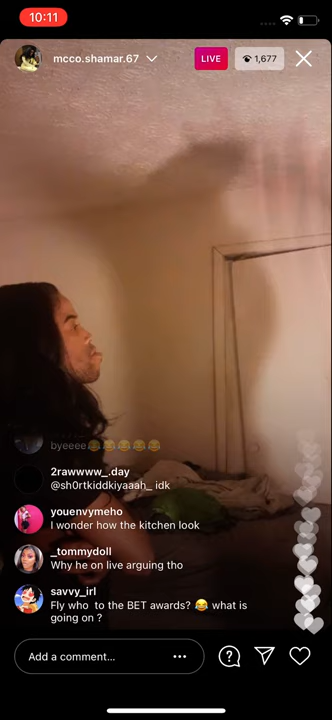 10:11
mcco.shamar.67
LIVE
1,677
byeeee😂😂😂😂😂
2rawwww_.day
@sh0rtkiddkiyaaah_ idk
youenvymeho
I wonder how the kitchen look
_tommydoll
Why he on live arguing tho
savvy_irl
Fly who to the BET awards? 😂 what is
going on ?
Add a comment...